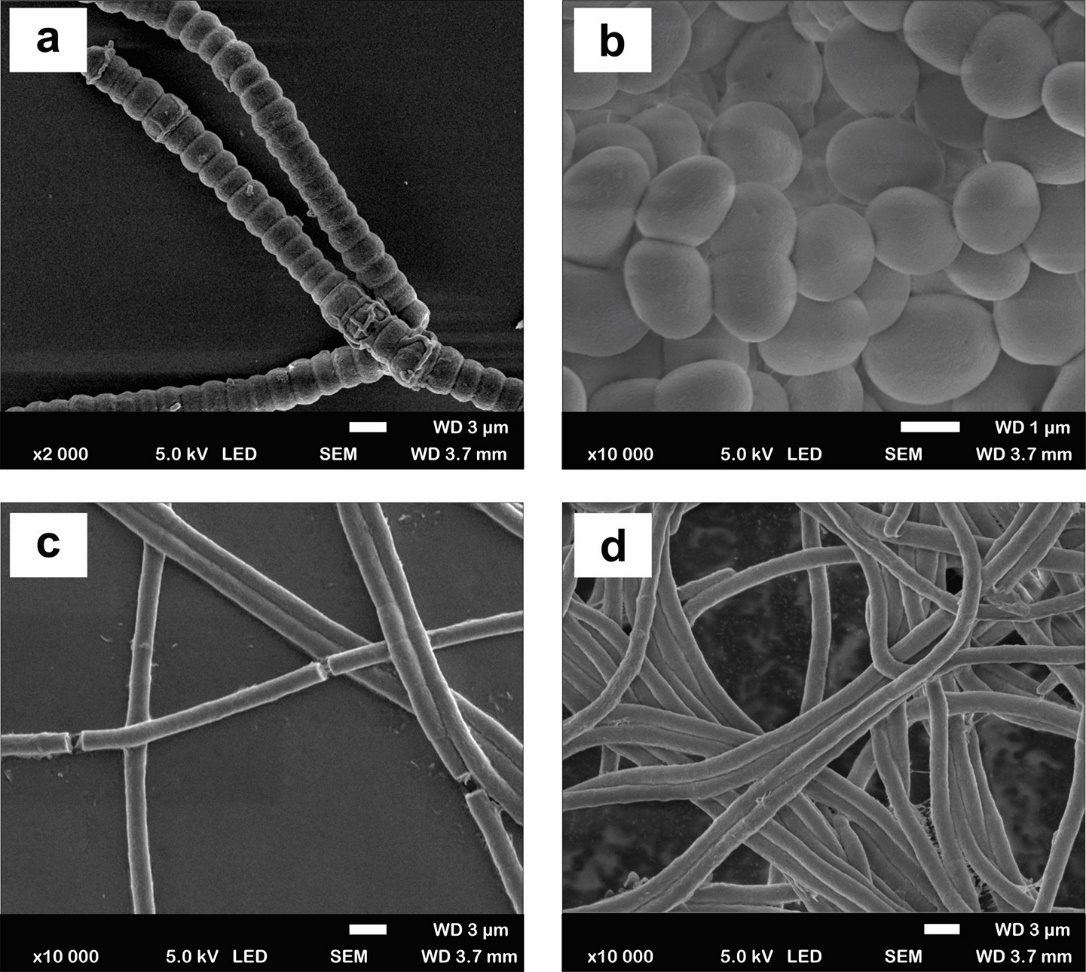 a
WD 3 µm
x2 000 5.0 kV LED SEM WD 3.7 mm
b
WD 1 µm
x10 000 5.0 kV LED SEM WD 3.7 mm
c
WD 3 µm
x10 000 5.0 kV LED SEM WD 3.7 mm
d
WD 3 µm
x10 000 5.0 kV LED SEM WD 3.7 mm